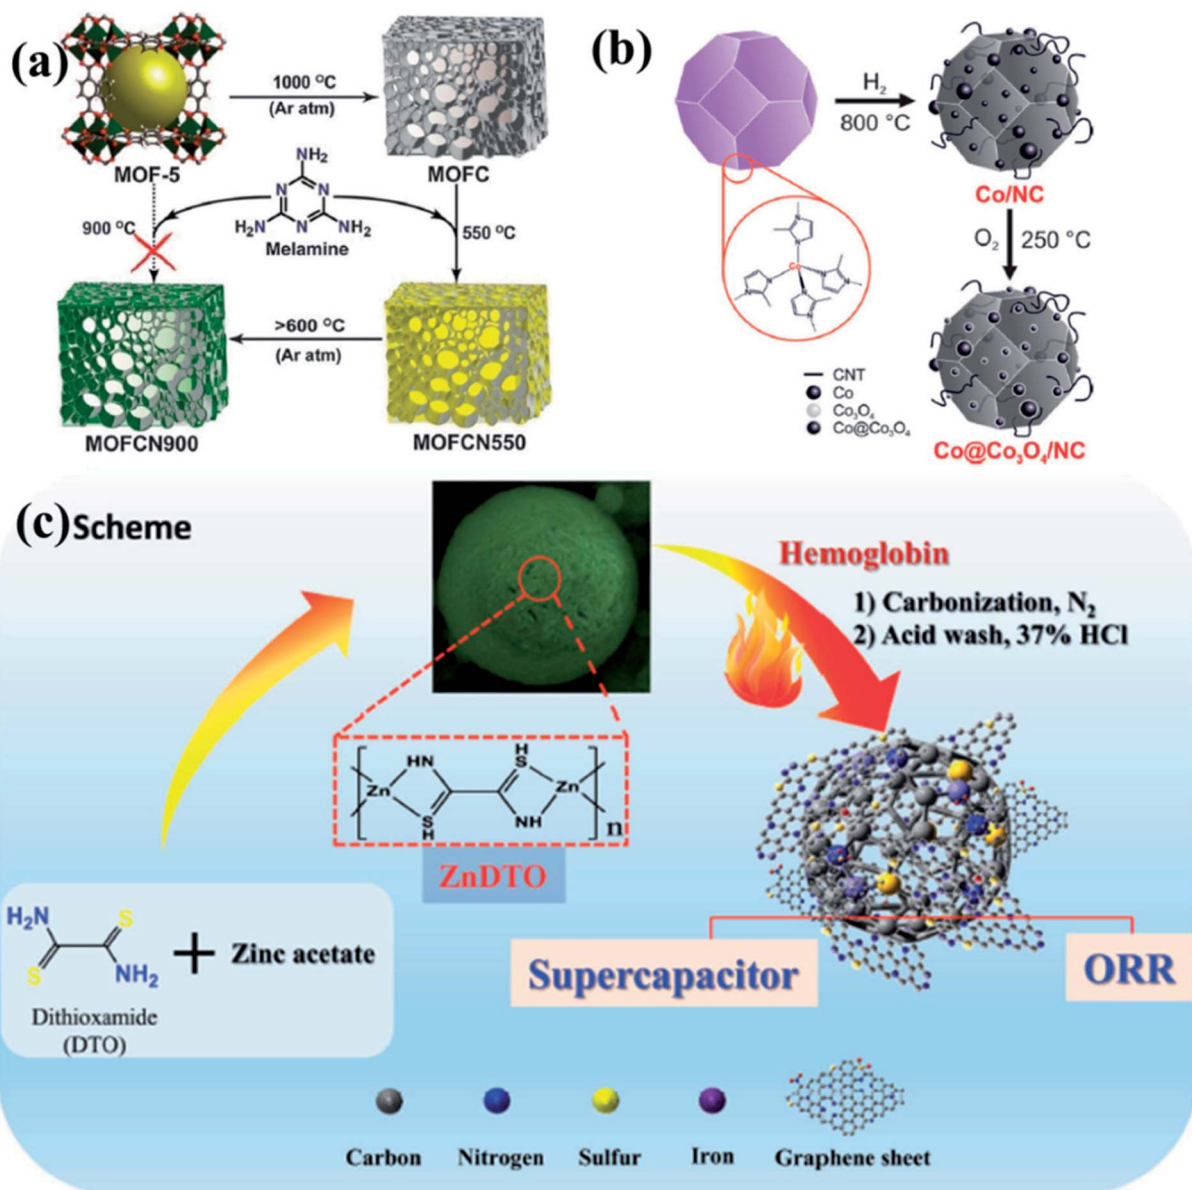 (a)
MOF-5
1000 °C
(Ar atm)
MOFC
NH₂
N
N
N
H₂N
NH₂
Melamine
900 °C
550 °C
>600 °C
(Ar atm)
MOFCN900
MOFCN550
(b)
H₂
800 °C
Co/NC
O₂
250 °C
N
N
N
N
Co
N
N
N
N
CNT
Co
Co₃O₄
Co@Co₃O₄
Co@Co₃O₄/NC
(c) Scheme
Hemoglobin
1) Carbonization, N₂
2) Acid wash, 37% HCl
HN
H
S
Zn
Zn
S
H
NH
n
ZnDTO
H₂N
S
S
NH₂
+
Zinc acetate
Dithioxamide
(DTO)
Supercapacitor
ORR
Carbon
Nitrogen
Sulfur
Iron
Graphene sheet